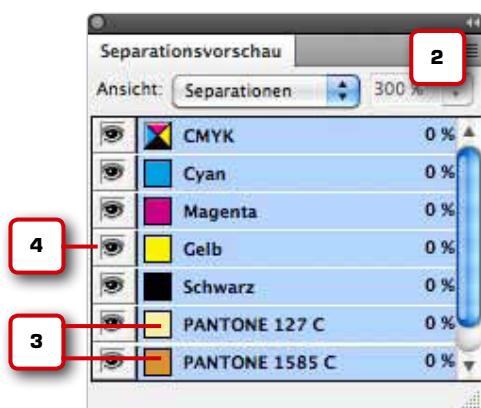 Separationsvorschau
2
Ansicht: Separationen 300 %
CMYK 0 %
Cyan 0 %
Magenta 0 %
4 Gelb 0 %
Schwarz 0 %
3 PANTONE 127 C 0 %
PANTONE 1585 C 0 %